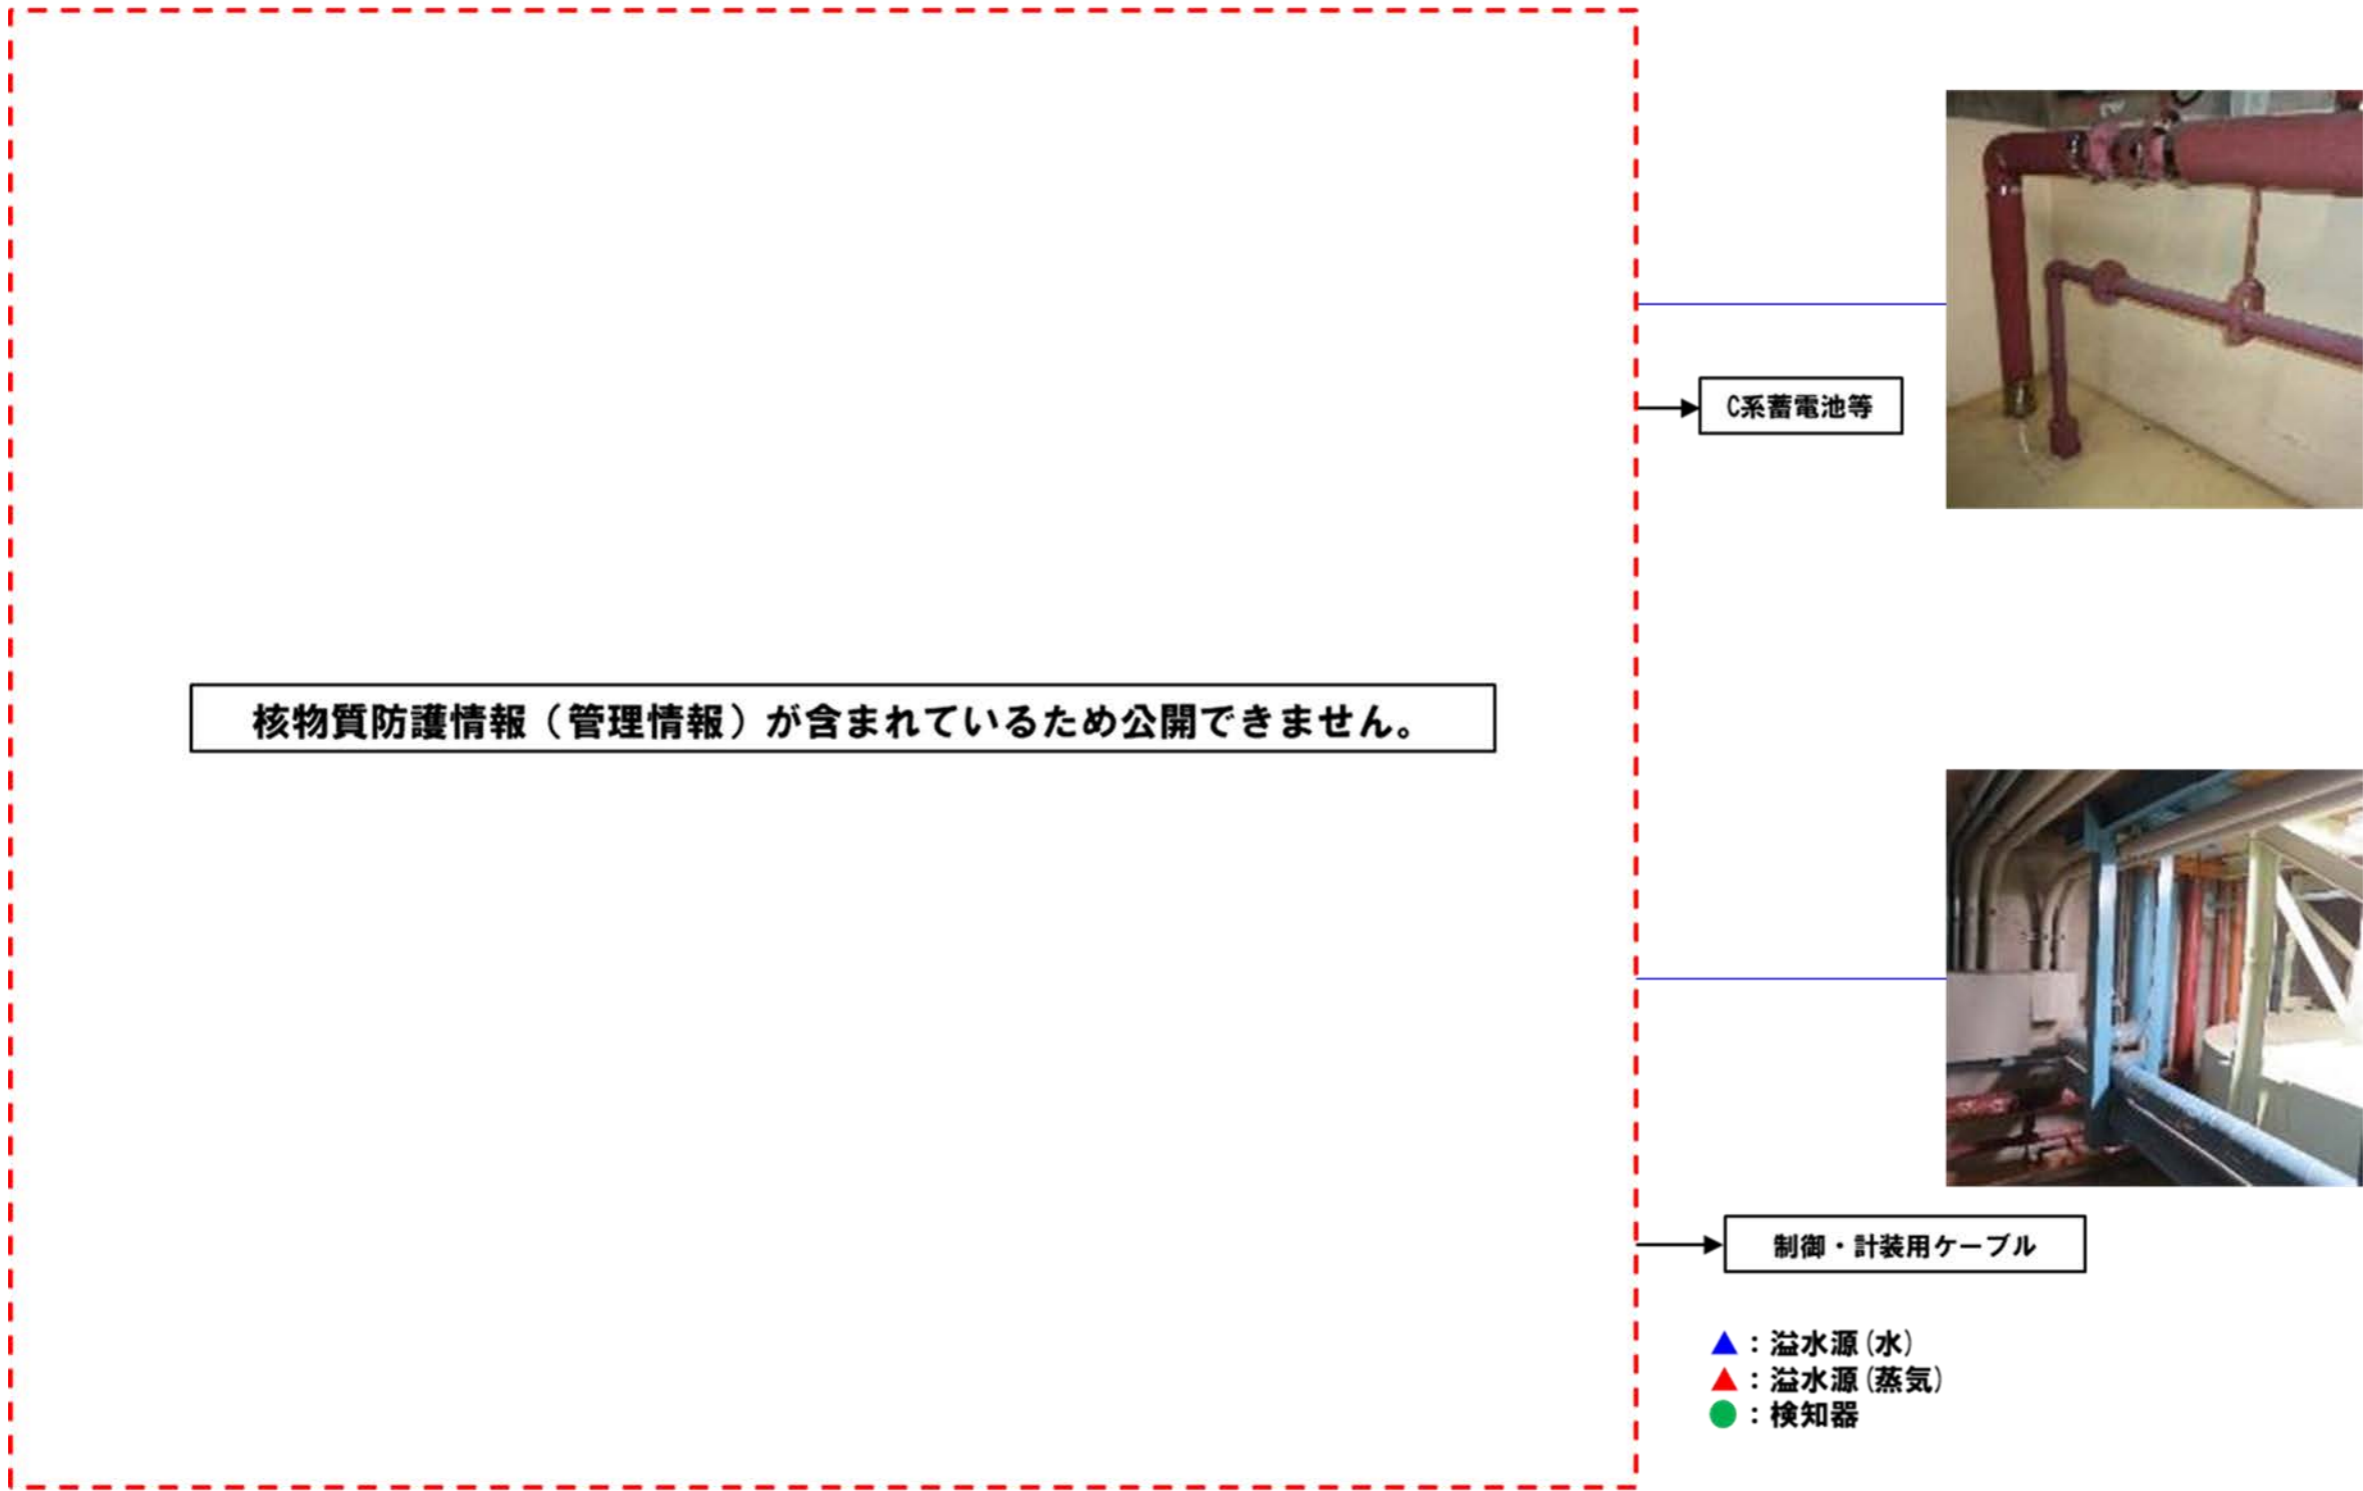 C系蓄電池等
核物質防護情報（管理情報）が含まれているため公開できません。
制御・計装用ケーブル
▲：溢水源(水)
▲：溢水源(蒸気)
●：検知器